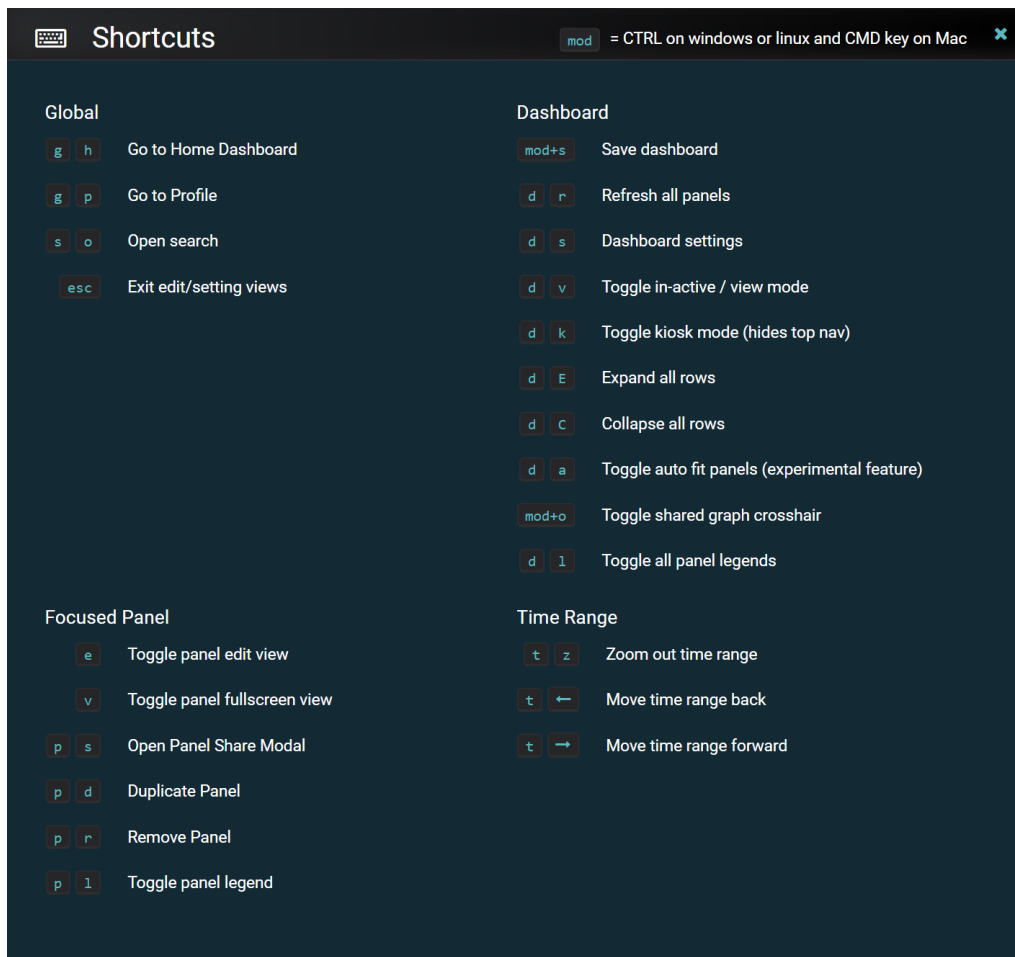 Shortcuts
mod = CTRL on windows or linux and CMD key on Mac
Global
g h Go to Home Dashboard
g p Go to Profile
s o Open search
esc Exit edit/setting views
Dashboard
mod+s Save dashboard
d r Refresh all panels
d s Dashboard settings
d v Toggle in-active / view mode
d k Toggle kiosk mode (hides top nav)
d E Expand all rows
d C Collapse all rows
d a Toggle auto fit panels (experimental feature)
mod+o Toggle shared graph crosshair
d l Toggle all panel legends
Focused Panel
e Toggle panel edit view
v Toggle panel fullscreen view
p s Open Panel Share Modal
p d Duplicate Panel
p r Remove Panel
p l Toggle panel legend
Time Range
t z Zoom out time range
t ← Move time range back
t → Move time range forward